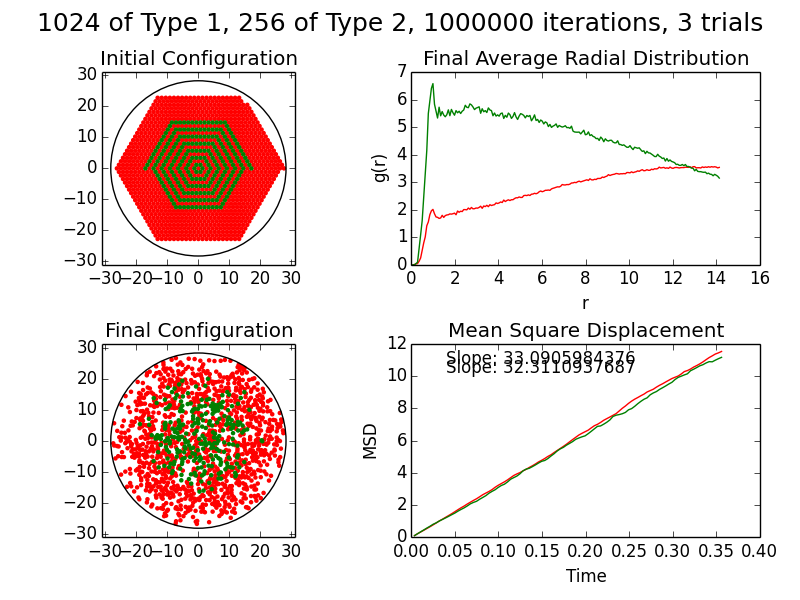 1024 of Type 1, 256 of Type 2, 1000000 iterations, 3 trials
Initial Configuration
30
20
10
0
−10
−20
−30
−30 −20 −10 0 10 20 30
Final Average Radial Distribution
7
6
5
4
3
2
1
0
g(r)
0 2 4 6 8 10 12 14 16
r
Final Configuration
30
20
10
0
−10
−20
−30
−30 −20 −10 0 10 20 30
Mean Square Displacement
Slope: 33.0905984376
Slope: 32.3110937687
12
10
8
6
4
2
0
MSD
0.00 0.05 0.10 0.15 0.20 0.25 0.30 0.35 0.40
Time